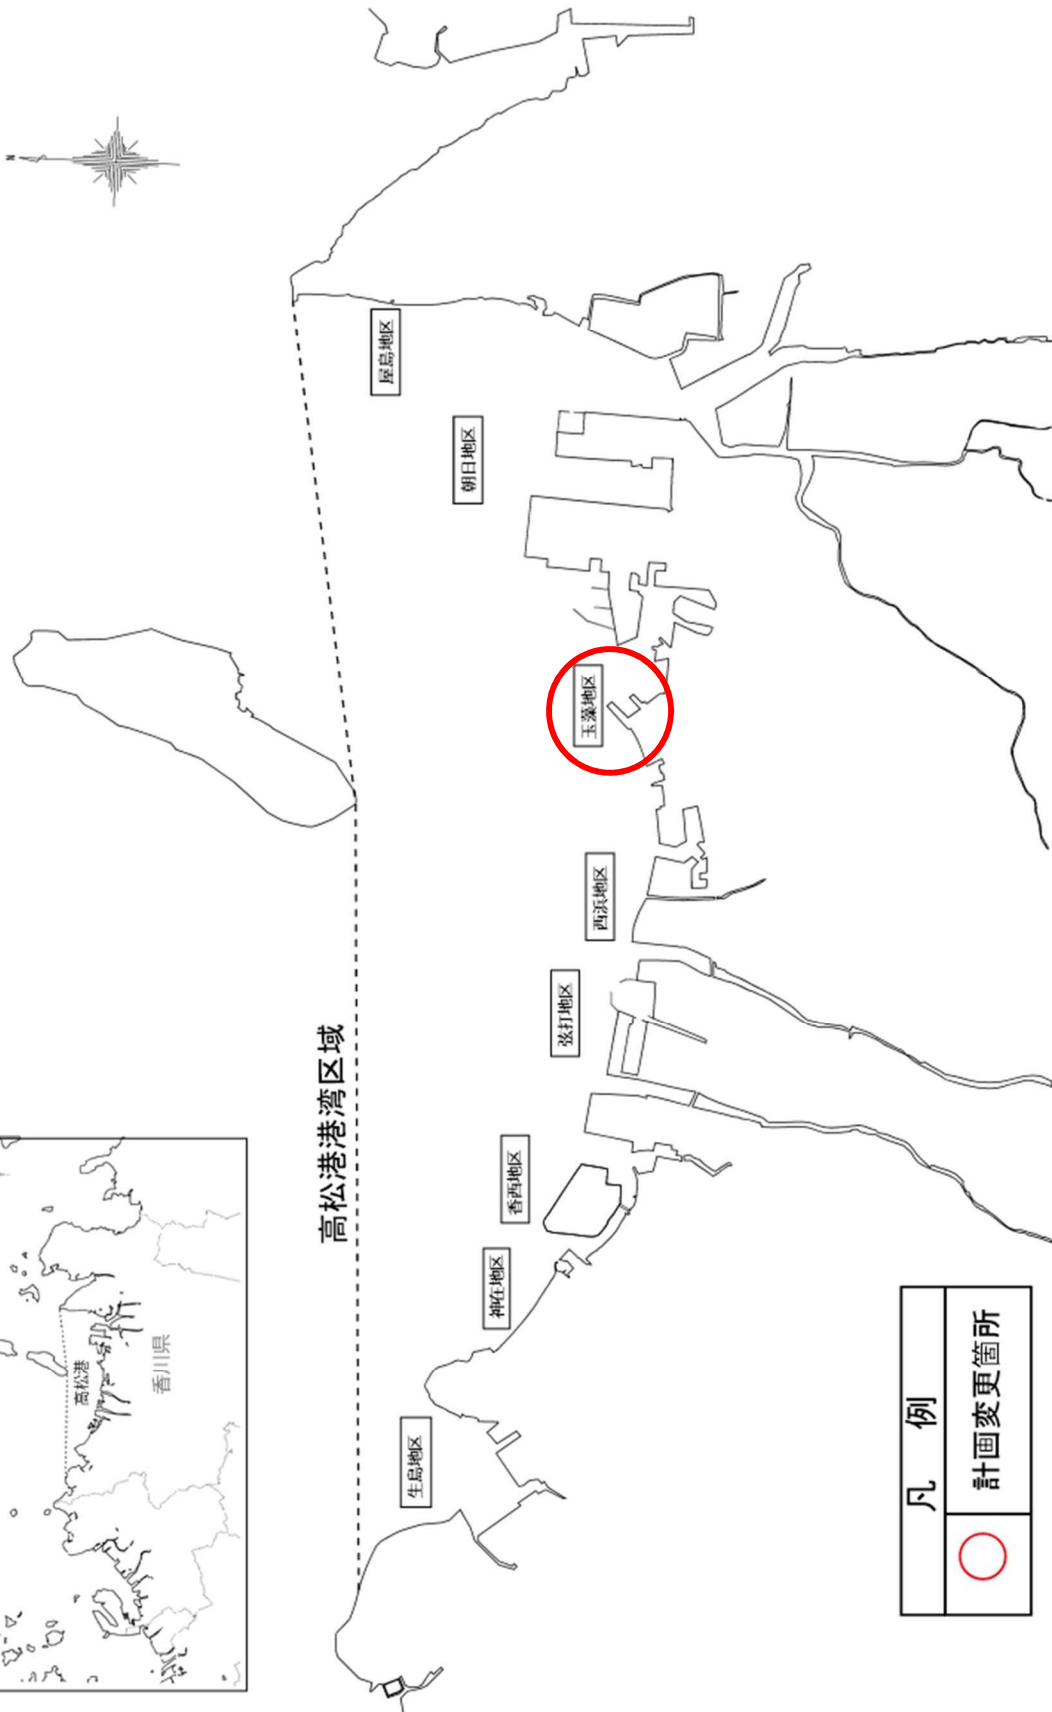 N
高松港
香川県
高松港港湾区域
生島地区
神在地区
香西地区
弦打地区
西浜地区
玉藻地区
朝日地区
屋島地区
凡 例
計画変更箇所